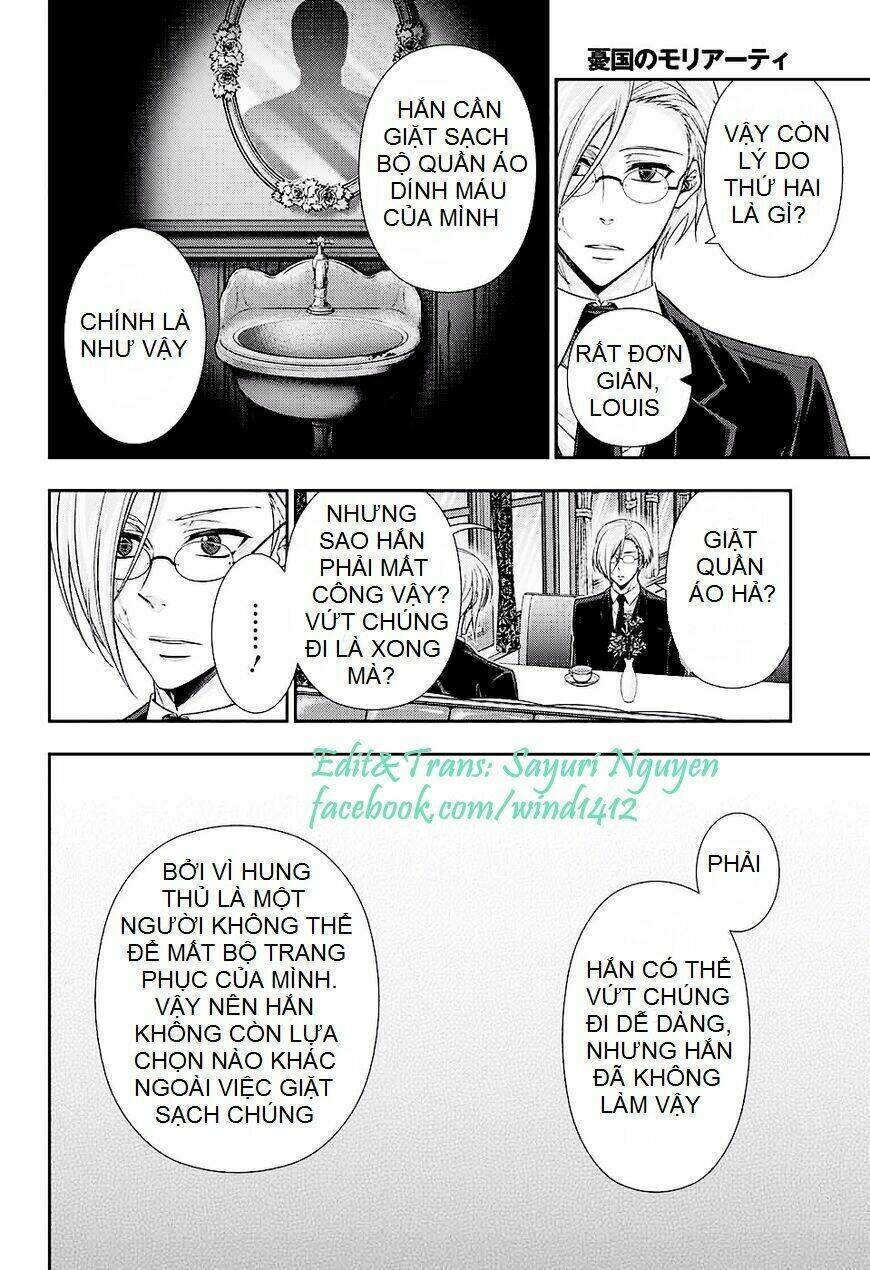 憂国のモリアーティ
VẬY CÒN
LÝ DO
THỨ HAI
LÀ GÌ?
RẤT ĐƠN
GIẢN,
LOUIS
HẮN CẦN
GIẶT SẠCH
BỘ QUẦN ÁO
DÍNH MÁU
CỦA MÌNH
CHÍNH LÀ
NHƯ VẬY
GIẶT
QUẦN
ÁO HẢ?
NHƯNG
SAO HẮN
PHẢI MẤT
CÔNG VẬY?
VỨT CHÚNG
ĐI LÀ XONG
MÀ?
......!
Edit&Trans: Sayuri Nguyen
facebook.com/wind1412
PHẢI
HẮN CÓ THỂ
VỨT CHÚNG
ĐI DỄ DÀNG,
NHƯNG HẮN
ĐÃ KHÔNG
LÀM VẬY
BỞI VÌ HUNG
THỦ LÀ MỘT
NGƯỜI KHÔNG THỂ
ĐỂ MẤT BỘ TRANG
PHỤC CỦA MÌNH.
VẬY NÊN HẮN
KHÔNG CÒN LỰA
CHỌN NÀO KHÁC
NGOÀI VIỆC GIẶT
SẠCH CHÚNG